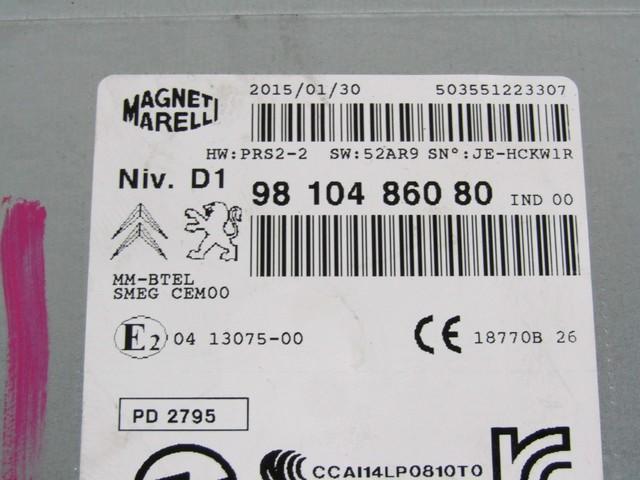 MAGNETI MARELLI
2015/01/30 503551223307
HW:PRS2-2 SW:52AR9 SN°:JE-HCKW1R
Niv. D1 98 104 860 80 IND 00
MM-BTEL
SMEG CEM00
E2 04 13075-00 CE 18770B 26
PD 2795
CCAI14LP0810T0